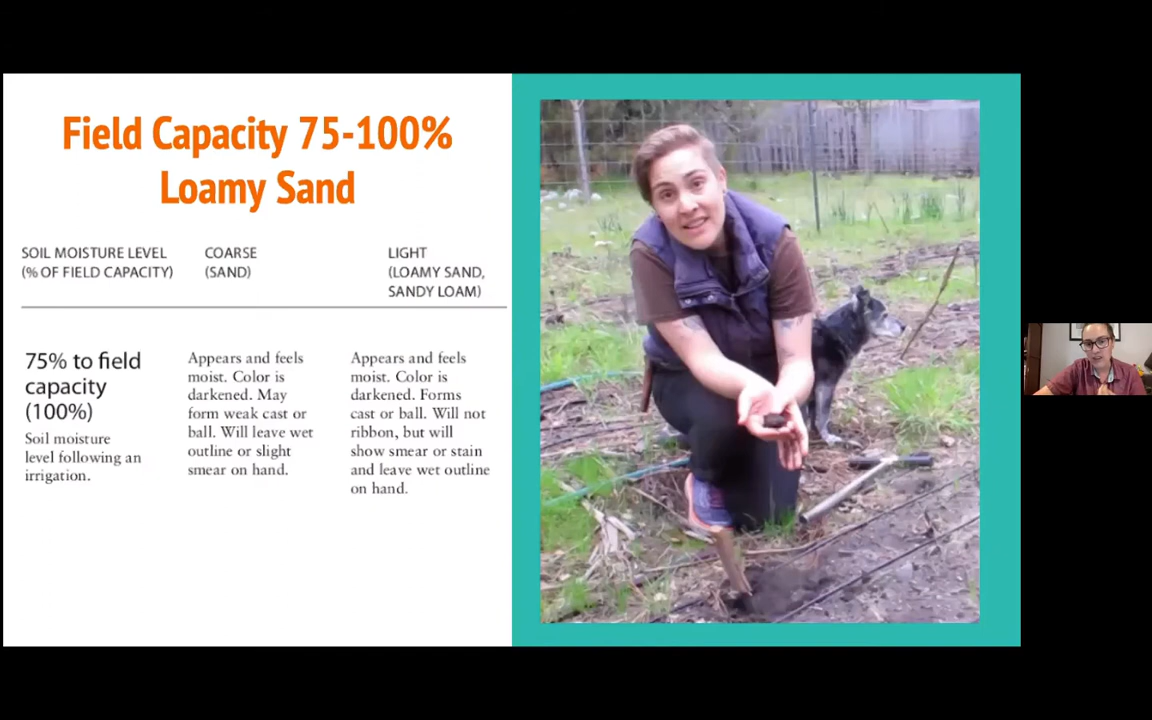 Field Capacity 75-100%
Loamy Sand
SOIL MOISTURE LEVEL
(% OF FIELD CAPACITY)
COARSE
(SAND)
LIGHT
(LOAMY SAND,
SANDY LOAM)
75% to field
capacity
(100%)
Soil moisture
level following an
irrigation.
Appears and feels
moist. Color is
darkened. May
form weak cast or
ball. Will leave wet
outline or slight
smear on hand.
Appears and feels
moist. Color is
darkened. Forms
cast or ball. Will not
ribbon, but will
show smear or stain
and leave wet outline
on hand.